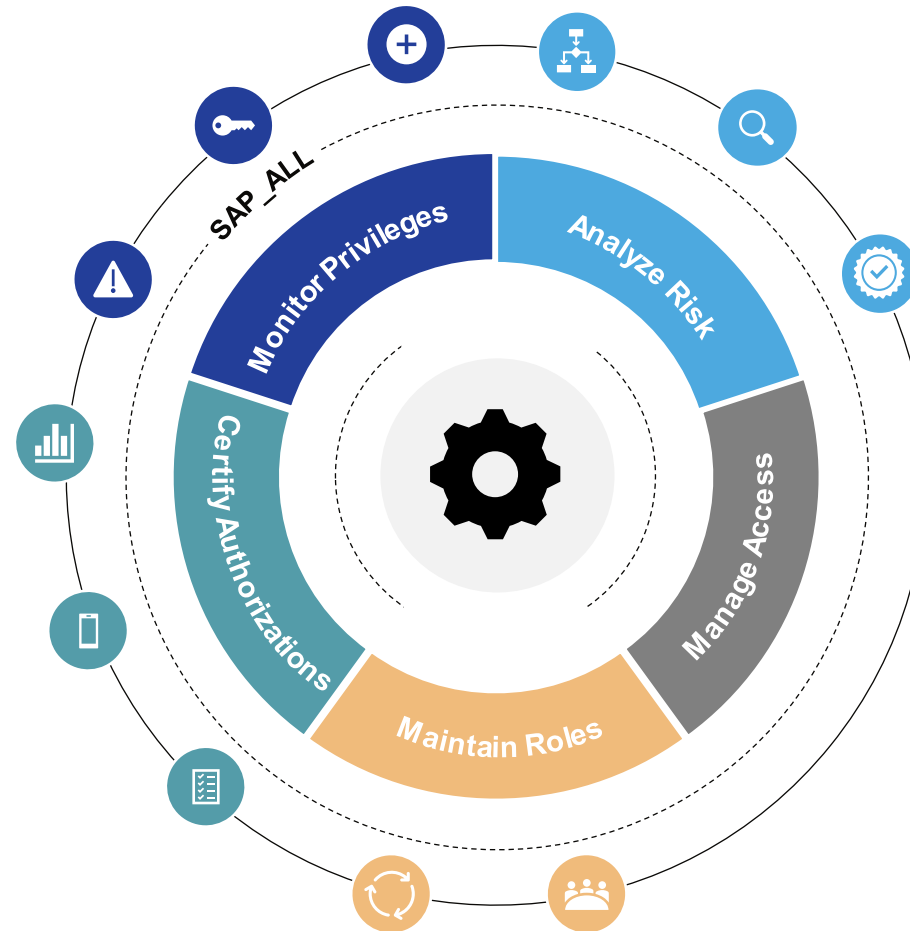 SAP_ALL
Monitor Privileges
Analyze Risk
Manage Access
Maintain Roles
Certify Authorizations